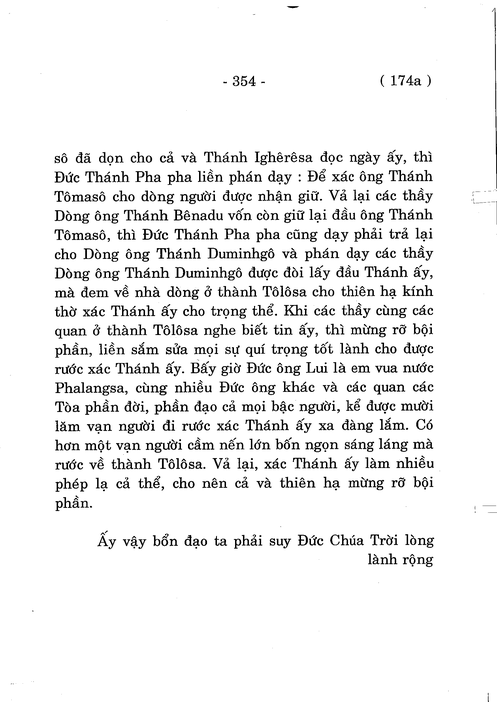 - 354 - ( 174a )
sô đã dọn cho cả và Thánh Ighêrêsa đọc ngày ấy, thì
Đức Thánh Pha pha liền phán dạy : Để xác ông Thánh
Tômasô cho dòng người được nhận giữ. Vả lại các thầy
Dòng ông Thánh Bênadu vốn còn giữ lại đầu ông Thánh
Tômasô, thì Đức Thánh Pha pha cũng dạy phải trả lại
cho Dòng ông Thánh Duminhgô và phán dạy các thầy
Dòng ông Thánh Duminhgô được đòi lấy đầu Thánh ấy,
mà đem về nhà dòng ở thành Tôlôsa cho thiên hạ kính
thờ xác Thánh ấy cho trọng thể. Khi các thầy cùng các
quan ở thành Tôlôsa nghe biết tin ấy, thì mừng rỡ bội
phần, liền sắm sửa mọi sự quí trọng tốt lành cho được
rước xác Thánh ấy. Bấy giờ Đức ông Lui là em vua nước
Phalangsa, cùng nhiều Đức ông khác và các quan các
Tòa phần đời, phần đạo cả mọi bậc người, kể được mười
lăm vạn người đi rước xác Thánh ấy xa đàng lắm. Có
hơn một vạn người cầm nến lớn bốn ngọn sáng láng mà
rước về thành Tôlôsa. Vả lại, xác Thánh ấy làm nhiều
phép lạ cả thể, cho nên cả và thiên hạ mừng rỡ bội
phần.
Ấy vậy bổn đạo ta phải suy Đức Chúa Trời lòng
lành rộng